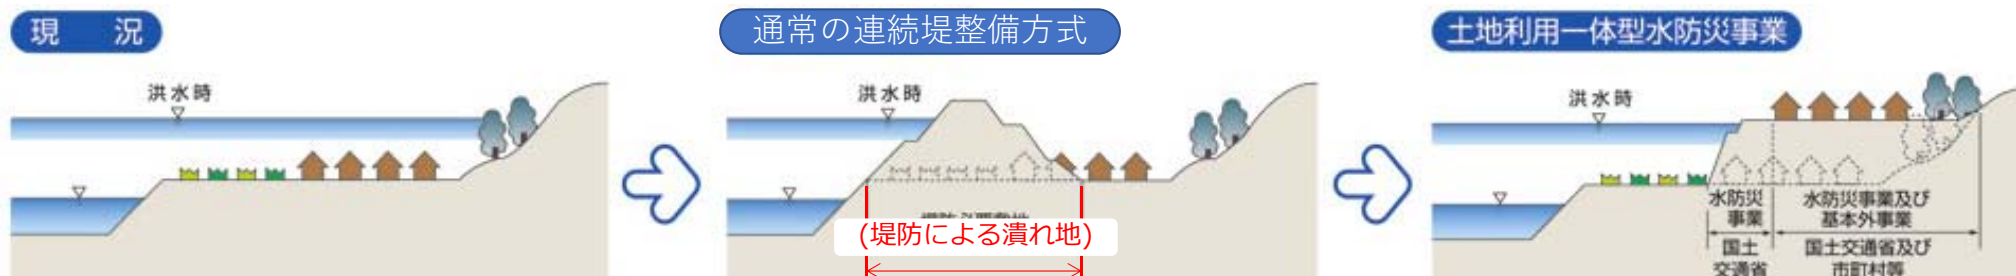 現 況
洪水時
通常の連続堤整備方式
洪水時
(堤防による潰れ地)
土地利用一体型水防災事業
洪水時
水防災
事業
水防災事業及び
基本外事業
国土
交通省
国土交通省及び
市町村等